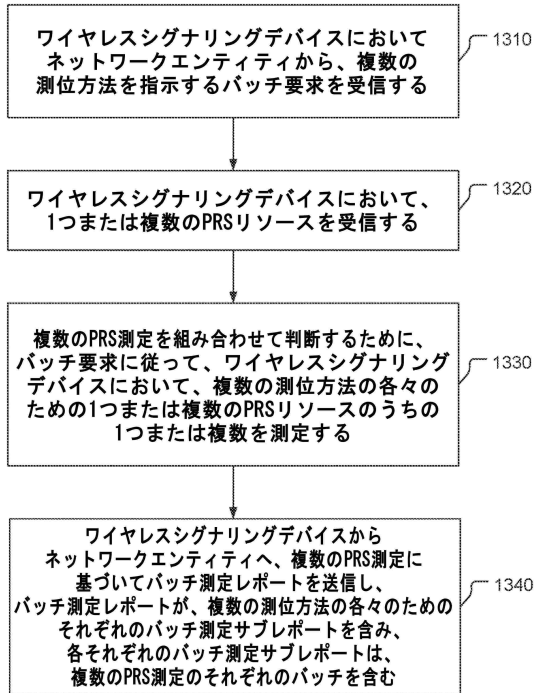 ワイヤレスシグナリングデバイスにおいて
ネットワークエンティティから、複数の
測位方法を指示するバッチ要求を受信する
1310
ワイヤレスシグナリングデバイスにおいて、
1つまたは複数のPRSリソースを受信する
1320
複数のPRS測定を組み合わせて判断するために、
バッチ要求に従って、ワイヤレスシグナリング
デバイスにおいて、複数の測位方法の各々の
ための1つまたは複数のPRSリソースのうちの
1つまたは複数を測定する
1330
ワイヤレスシグナリングデバイスから
ネットワークエンティティへ、複数のPRS測定に
基づいてバッチ測定レポートを送信し、
バッチ測定レポートが、複数の測位方法の各々のための
それぞれのバッチ測定サブレポートを含み、
各それぞれのバッチ測定サブレポートは、
複数のPRS測定のそれぞれのバッチを含む
1340